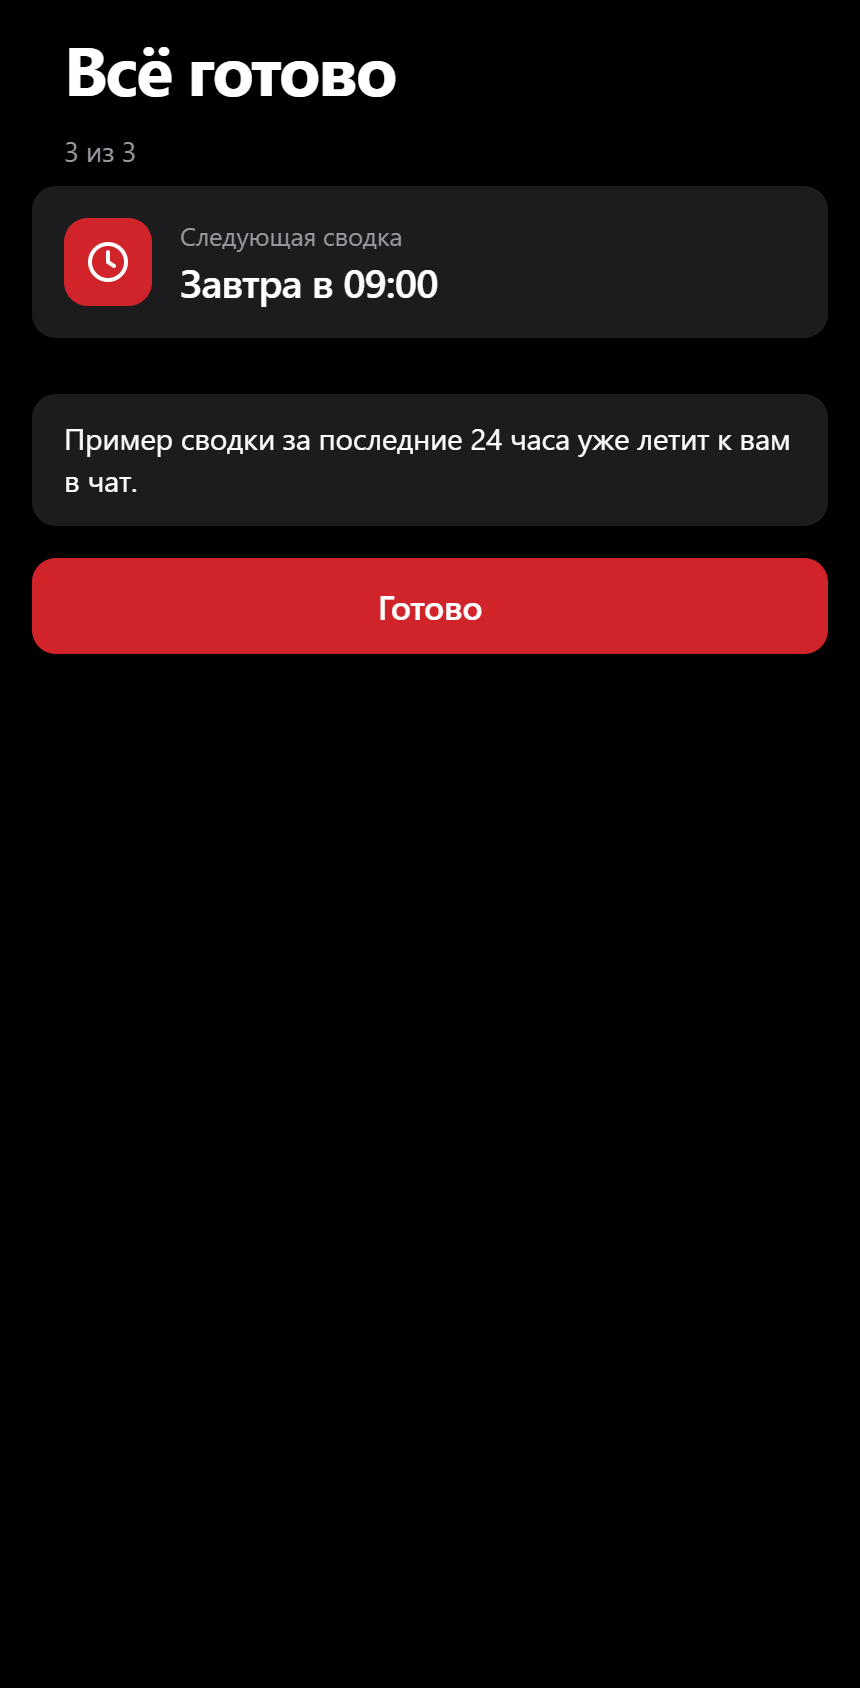 Всё готово
3 из 3
Следующая сводка
Завтра в 09:00
Пример сводки за последние 24 часа уже летит к вам
в чат.
Готово